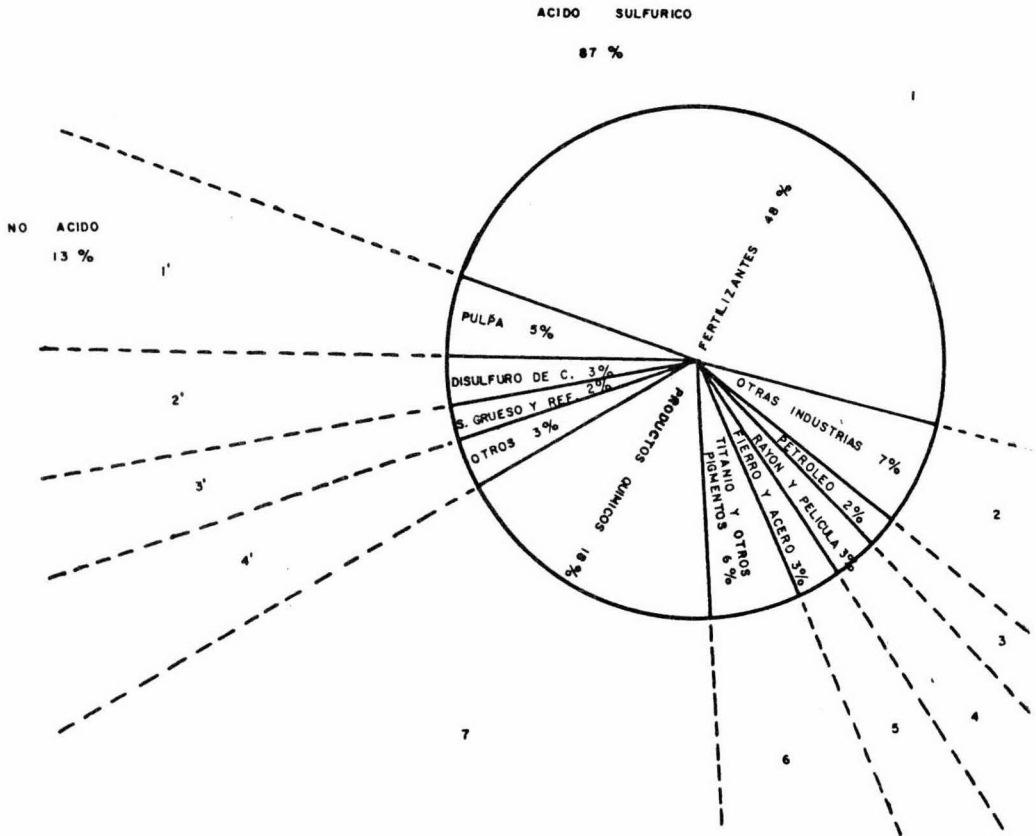 ACIDO SULFURICO
87 %
1
FERTILIZANTES 48 %
NO ACIDO
13 %
1'
PULPA 5%
DISULFURO DE C. 3%
2'
S. GRUESO Y REF. 2%
OTROS 3%
3'
4'
PRODUCTOS QUIMICOS 18%
7
TITANIO Y OTROS
PIGMENTOS 6%
6
FIERRO Y ACERO 3%
5
RAYON Y PELICULA 3%
4
PETROLEO 2%
3
OTRAS INDUSTRIAS 7%
2